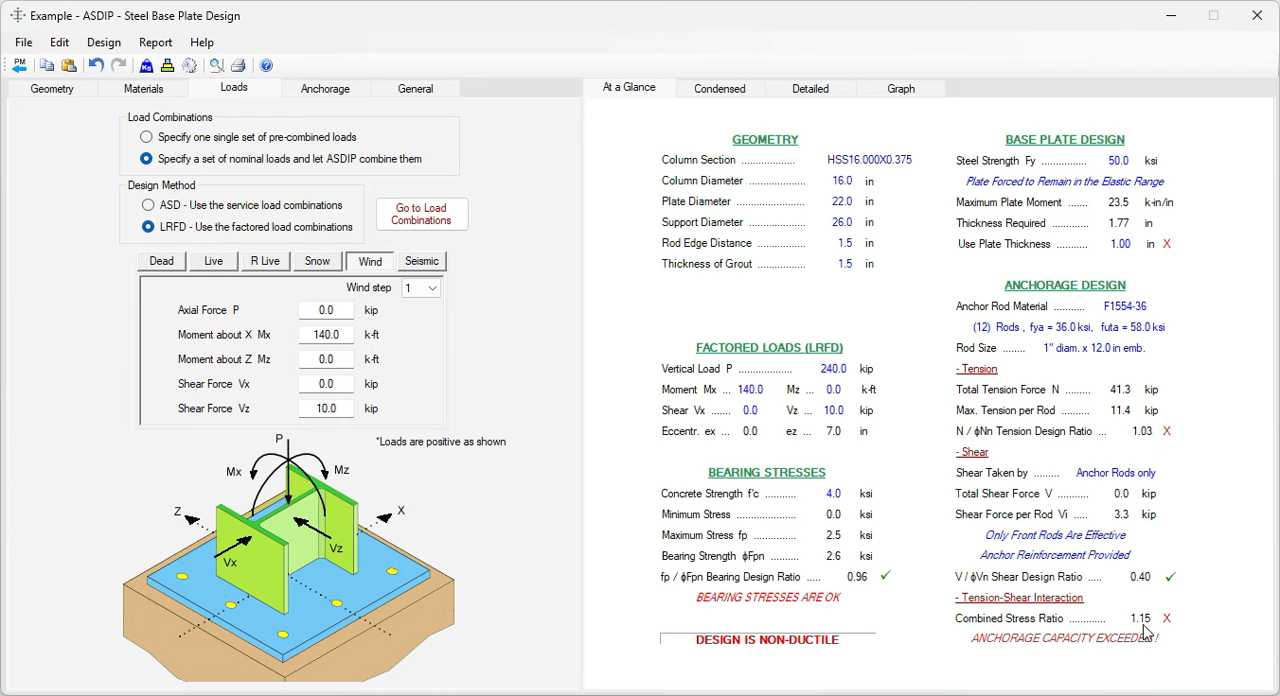 Example - ASDIP - Steel Base Plate Design
File Edit Design Report Help
PM
Kg
Geometry Materials Loads Anchorage General
Load Combinations
Specify one single set of pre-combined loads
Specify a set of nominal loads and let ASDIP combine them
Design Method
ASD - Use the service load combinations
LRFD - Use the factored load combinations
Go to Load
Combinations
Dead Live R Live Snow Wind Seismic
Wind step 1
Axial Force P 0.0 kip
Moment about X Mx 140.0 k-ft
Moment about Z Mz 0.0 k-ft
Shear Force Vx 0.0 kip
Shear Force Vz 10.0 kip
*Loads are positive as shown
P
Mx
Mz
Z
X
Vx
Vz
At a Glance Condensed Detailed Graph
GEOMETRY
Column Section .................. HSS16.000X0.375
Column Diameter .................. 16.0 in
Plate Diameter .................. 22.0 in
Support Diameter .................. 26.0 in
Rod Edge Distance .................. 1.5 in
Thickness of Grout .................. 1.5 in
FACTORED LOADS (LRFD)
Vertical Load P .................. 240.0 kip
Moment Mx ... 140.0 Mz ... 0.0 k-ft
Shear Vx ....... 0.0 Vz ... 10.0 kip
Eccentr. ex ... 0.0 ez ... 7.0 in
BEARING STRESSES
Concrete Strength f'c .......... 4.0 ksi
Minimum Stress .................. 0.0 ksi
Maximum Stress fp .............. 2.5 ksi
Bearing Strength ϕFpn .......... 2.6 ksi
fp / ϕFpn Bearing Design Ratio .... 0.96
BEARING STRESSES ARE OK
DESIGN IS NON-DUCTILE
BASE PLATE DESIGN
Steel Strength Fy ............... 50.0 ksi
Plate Forced to Remain in the Elastic Range
Maximum Plate Moment ...... 23.5 k-in/in
Thickness Required ............. 1.77 in
Use Plate Thickness ........... 1.00 in X
ANCHORAGE DESIGN
Anchor Rod Material .......... F1554-36
(12) Rods , fya = 36.0 ksi, futa = 58.0 ksi
Rod Size ........ 1" diam. x 12.0 in emb.
- Tension
Total Tension Force N ......... 41.3 kip
Max. Tension per Rod .......... 11.4 kip
N / ϕNn Tension Design Ratio ... 1.03 X
- Shear
Shear Taken by ......... Anchor Rods only
Total Shear Force V ........... 0.0 kip
Shear Force per Rod Vi ..... 3.3 kip
Only Front Rods are Effective
Anchor Reinforcement Provided
V / ϕVn Shear Design Ratio ..... 0.40
- Tension-Shear Interaction
Combined Stress Ratio ............. 1.15 X
ANCHORAGE CAPACITY EXCEEDED !